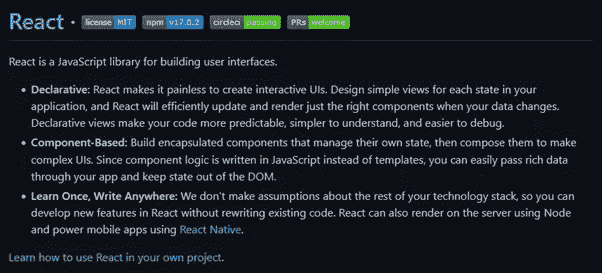 React · license MIT npm v17.0.2 circleci passing PRs welcome
React is a JavaScript library for building user interfaces.
• Declarative: React makes it painless to create interactive UIs. Design simple views for each state in your
application, and React will efficiently update and render just the right components when your data changes.
Declarative views make your code more predictable, simpler to understand, and easier to debug.
• Component-Based: Build encapsulated components that manage their own state, then compose them to make
complex UIs. Since component logic is written in JavaScript instead of templates, you can easily pass rich data
through your app and keep state out of the DOM.
• Learn Once, Write Anywhere: We don't make assumptions about the rest of your technology stack, so you can
develop new features in React without rewriting existing code. React can also render on the server using Node
and power mobile apps using React Native.
Learn how to use React in your own project.